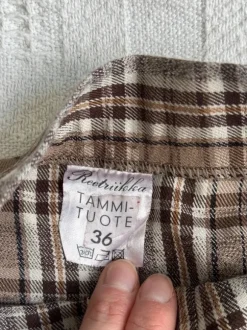 Reetriikka
TAMMI-
TUOTE
36